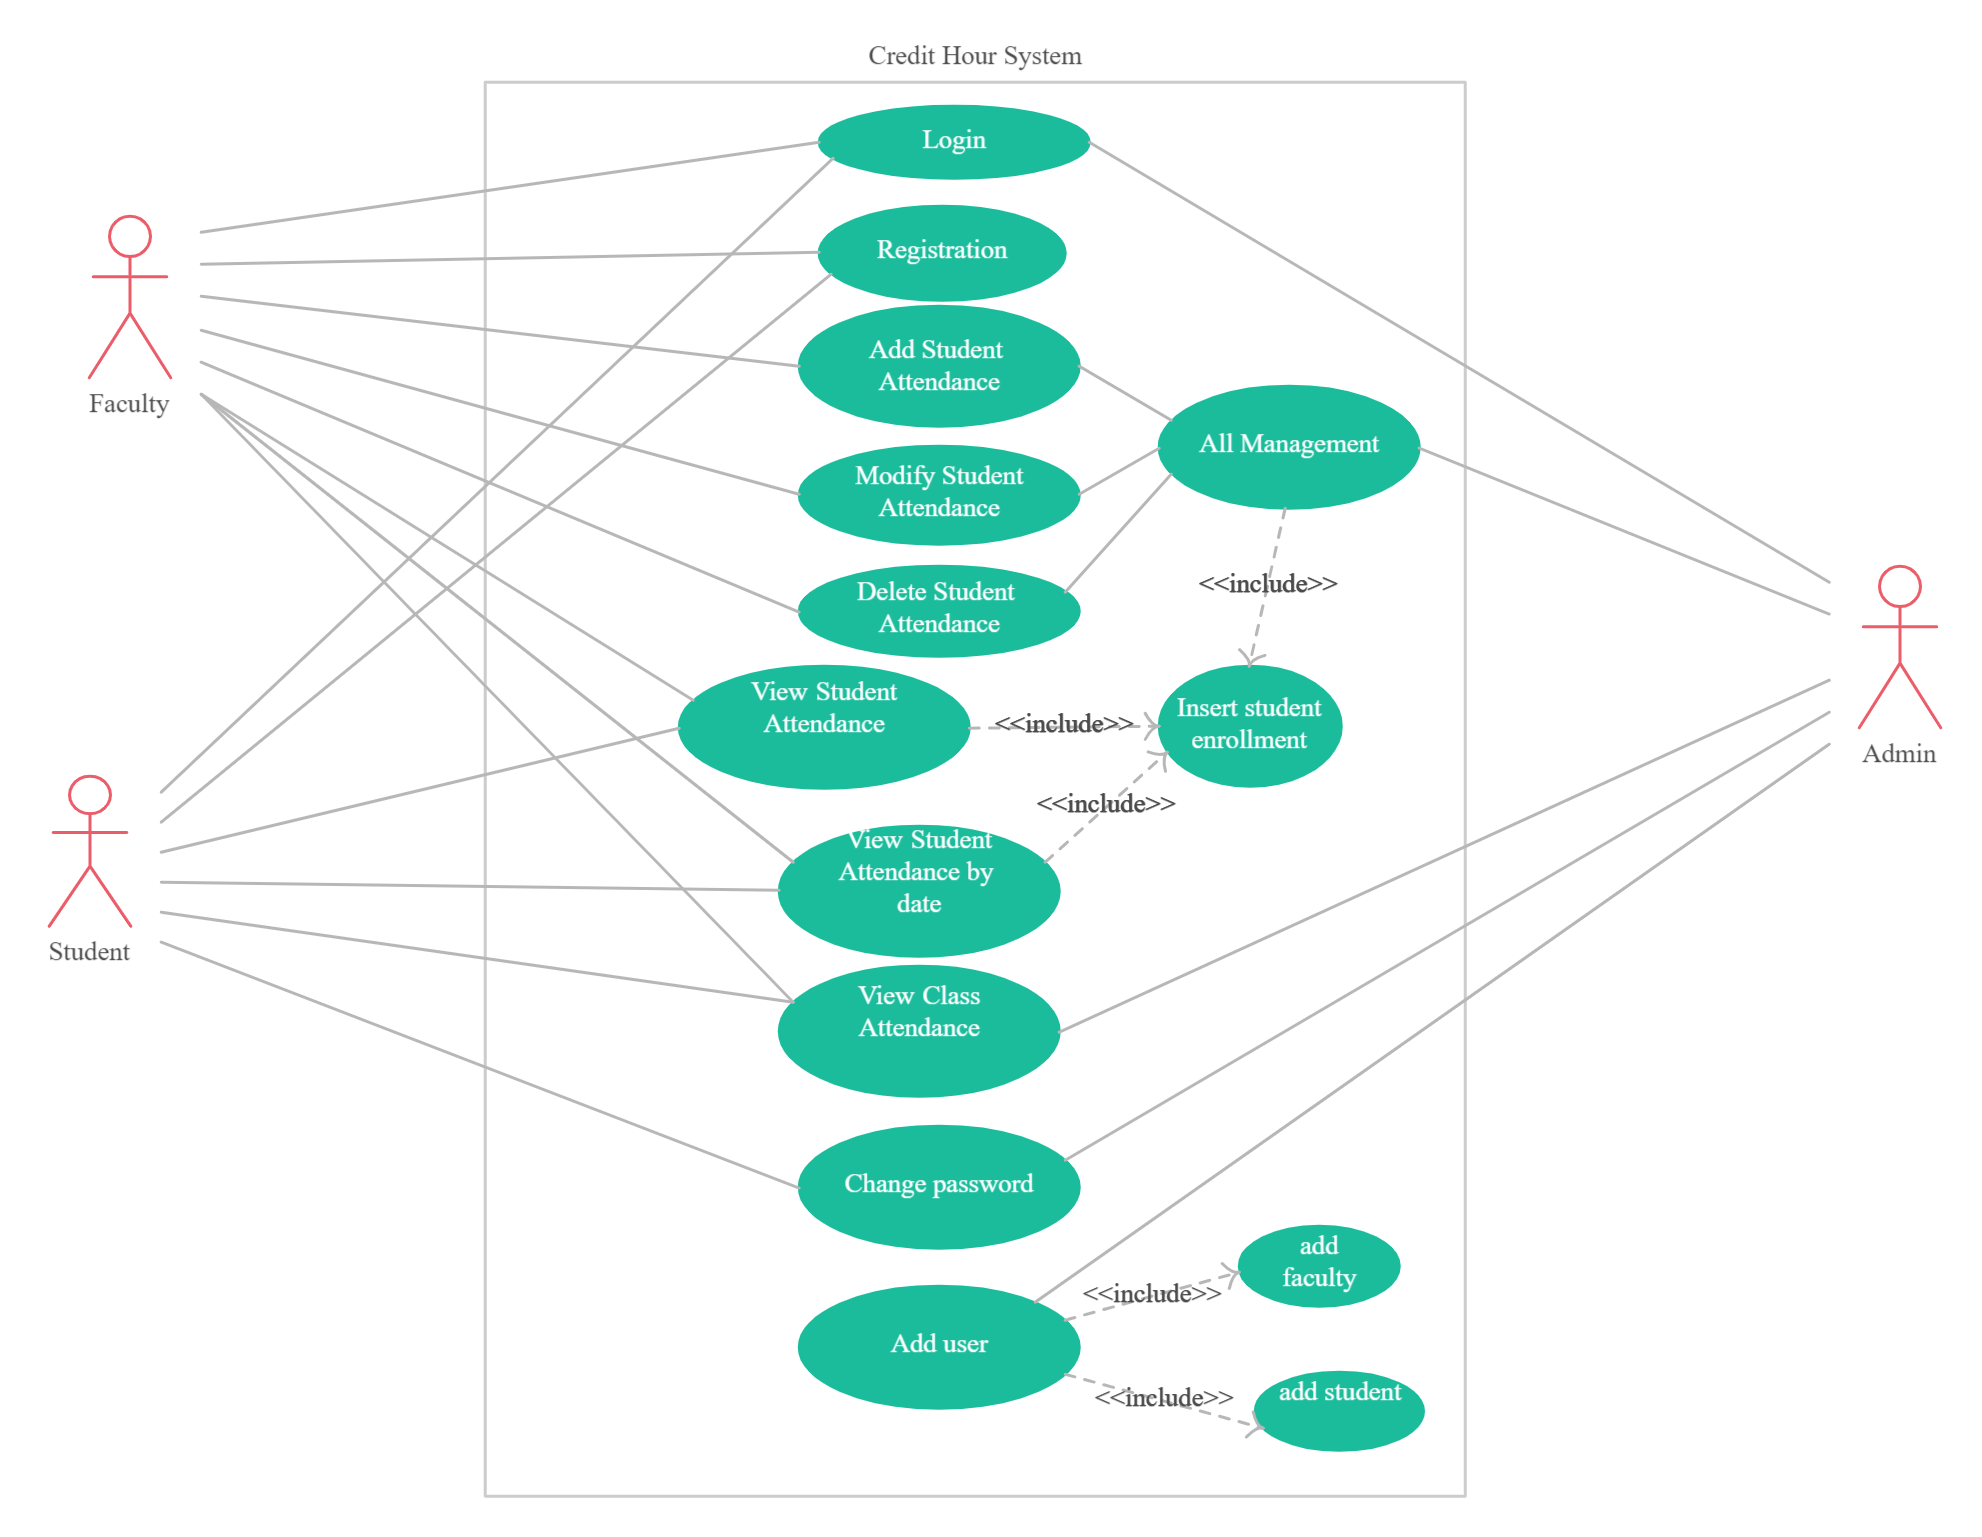 Credit Hour System
Login
Registration
Add Student
Attendance
Faculty
All Management
Modify Student
Attendance
<<include>>
Delete Student
Attendance
View Student
Attendance
<<include>>
Insert student
enrollment
Admin
<<include>>
View Student
Attendance by
date
Student
View Class
Attendance
Change password
add
faculty
<<include>>
Add user
<<include>>
add student